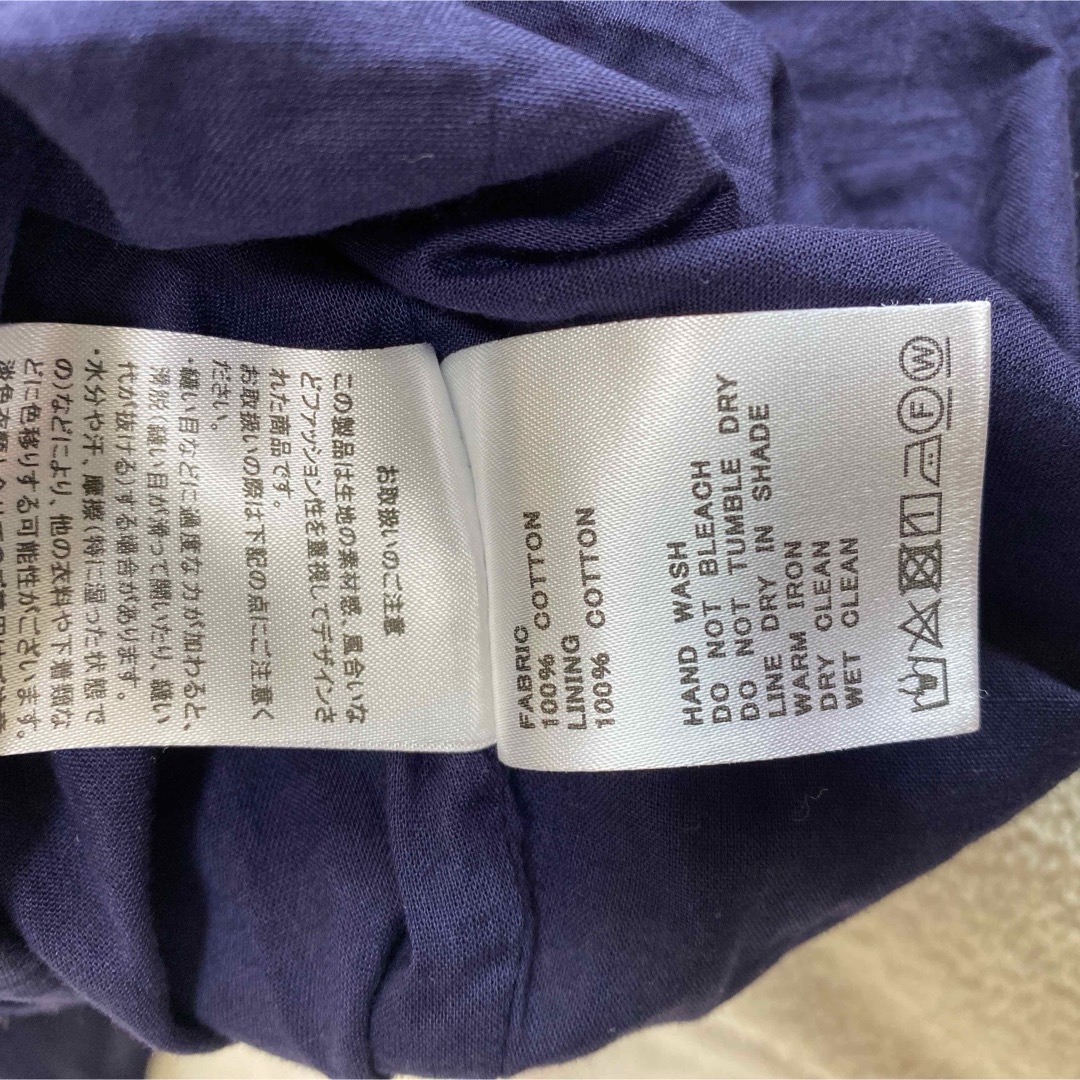 お取扱いのご注意
この製品は生地の素材感、風合いな
どファッション性を重視してデザインさ
れた商品です。
お取扱いの際は下記の点にご注意く
ださい。
・縫い目などに過度な力が加わると、
滑脱(縫い目が滑って開いたり、縫い
代が抜ける)する場合があります。
・水分や汗、摩擦(特に湿った状態で
の)などにより、他の衣料や下着類な
どに色移りする可能性がございます。
FABRIC
100% COTTON
LINING
100% COTTON
HAND WASH
DO NOT BLEACH
DO NOT TUMBLE DRY
LINE DRY IN SHADE
WARM IRON
DRY CLEAN
WET CLEAN
F W